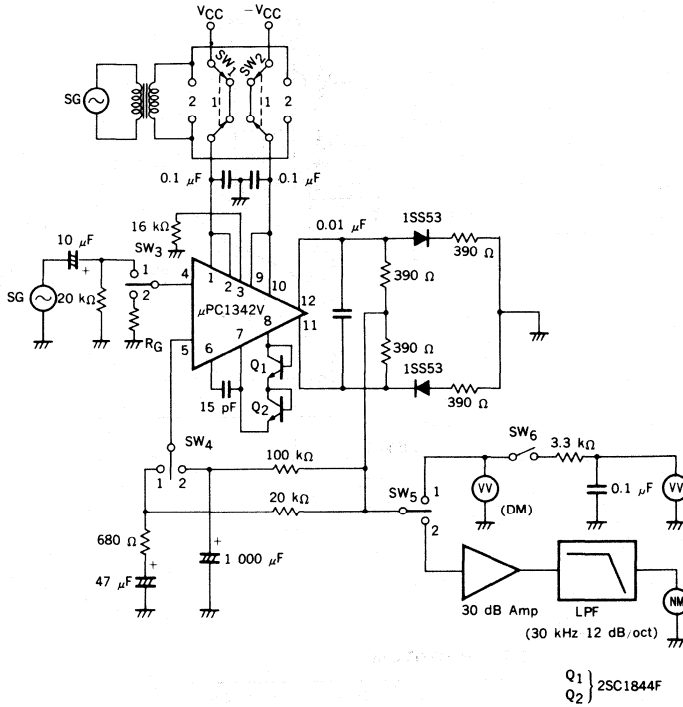 VCC
−VCC
SW1
SW2
SG
2
1
1
2
0.1 μF
0.1 μF
16 kΩ
10 μF
+
SW3
1
2
SG
20 kΩ
RG
4
5
1
2
3
9
10
μPC1342V
12
11
6
7
8
15 pF
Q1
Q2
0.01 μF
1SS53
390 Ω
390 Ω
390 Ω
1SS53
390 Ω
SW4
1
2
100 kΩ
20 kΩ
680 Ω
+
47 μF
+
1 000 μF
SW5
1
2
SW6
3.3 kΩ
VV
(DM)
0.1 μF
VV
30 dB Amp
LPF
(30 kHz 12 dB/oct)
NM
Q1
Q2
2SC1844F